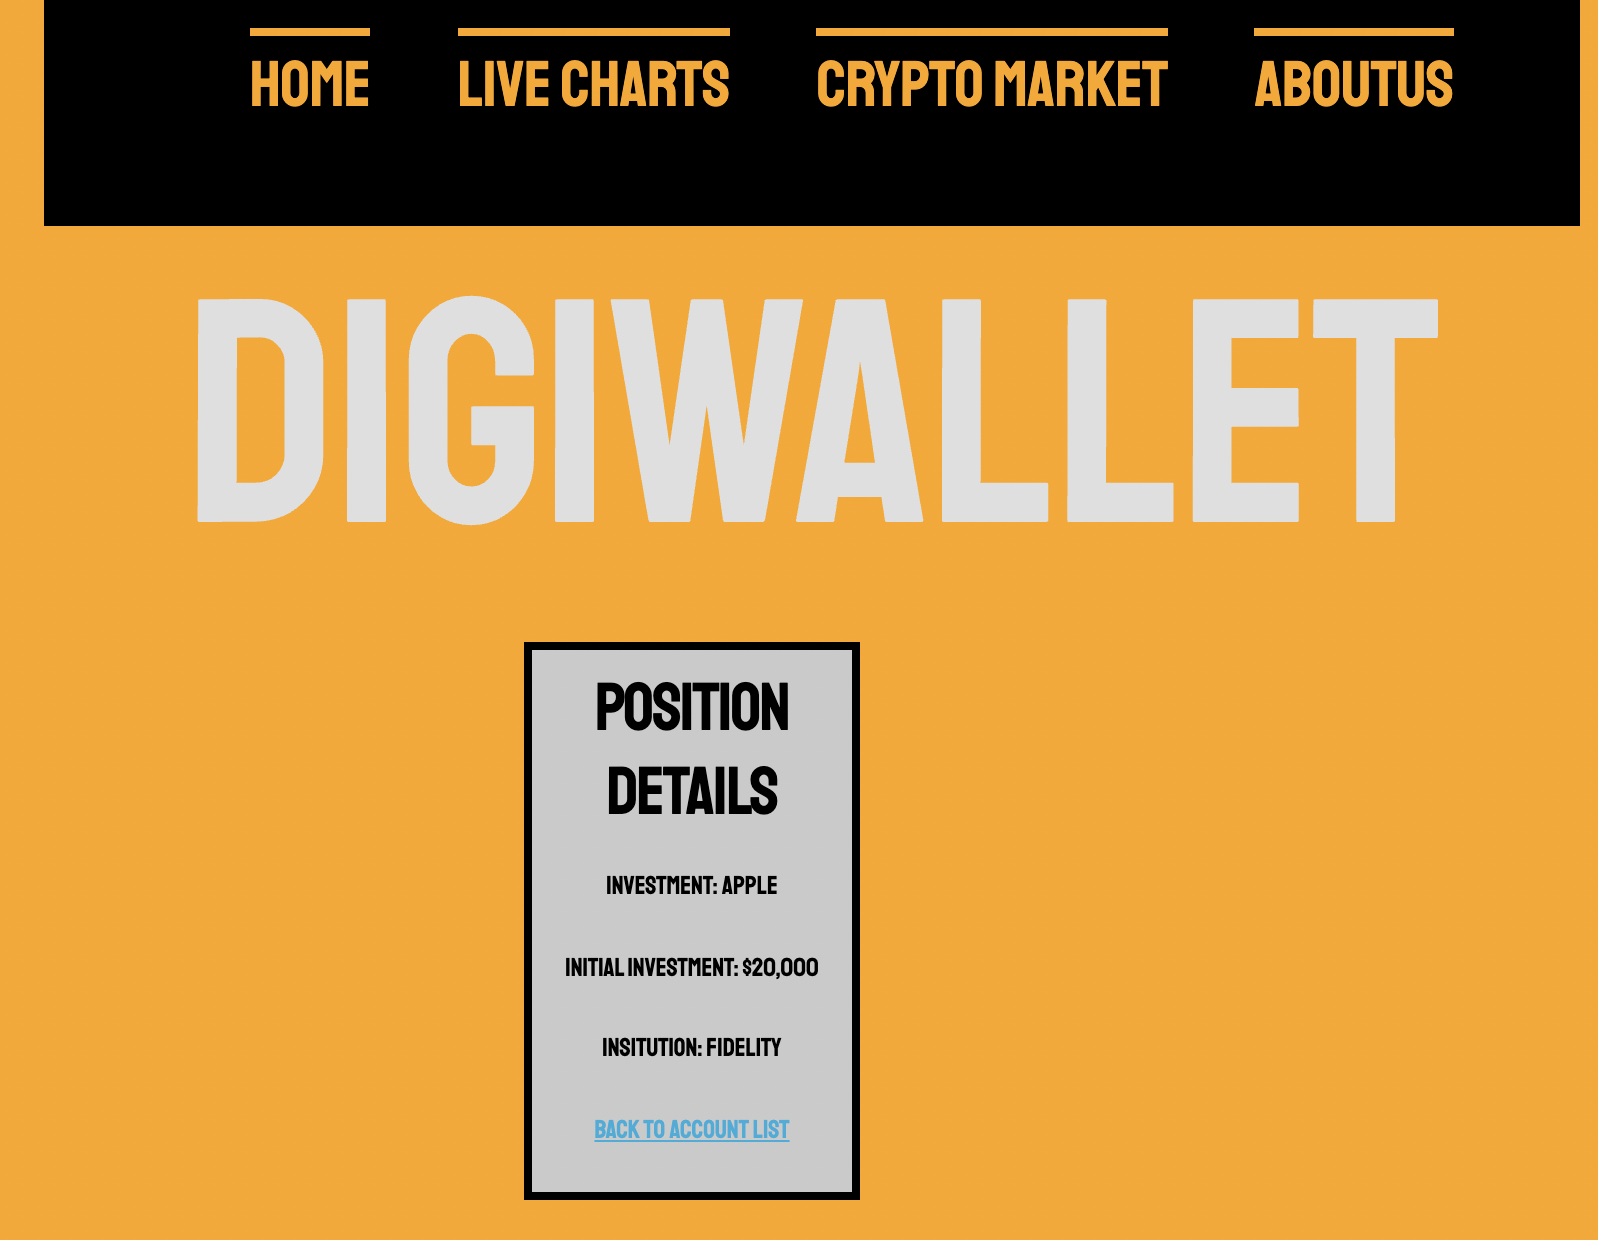 HOME
LIVE CHARTS
CRYPTO MARKET
ABOUTUS
DIGIWALLET
POSITION
DETAILS
INVESTMENT: APPLE
INITIAL INVESTMENT: $20,000
INSITUTION: FIDELITY
BACK TO ACCOUNT LIST